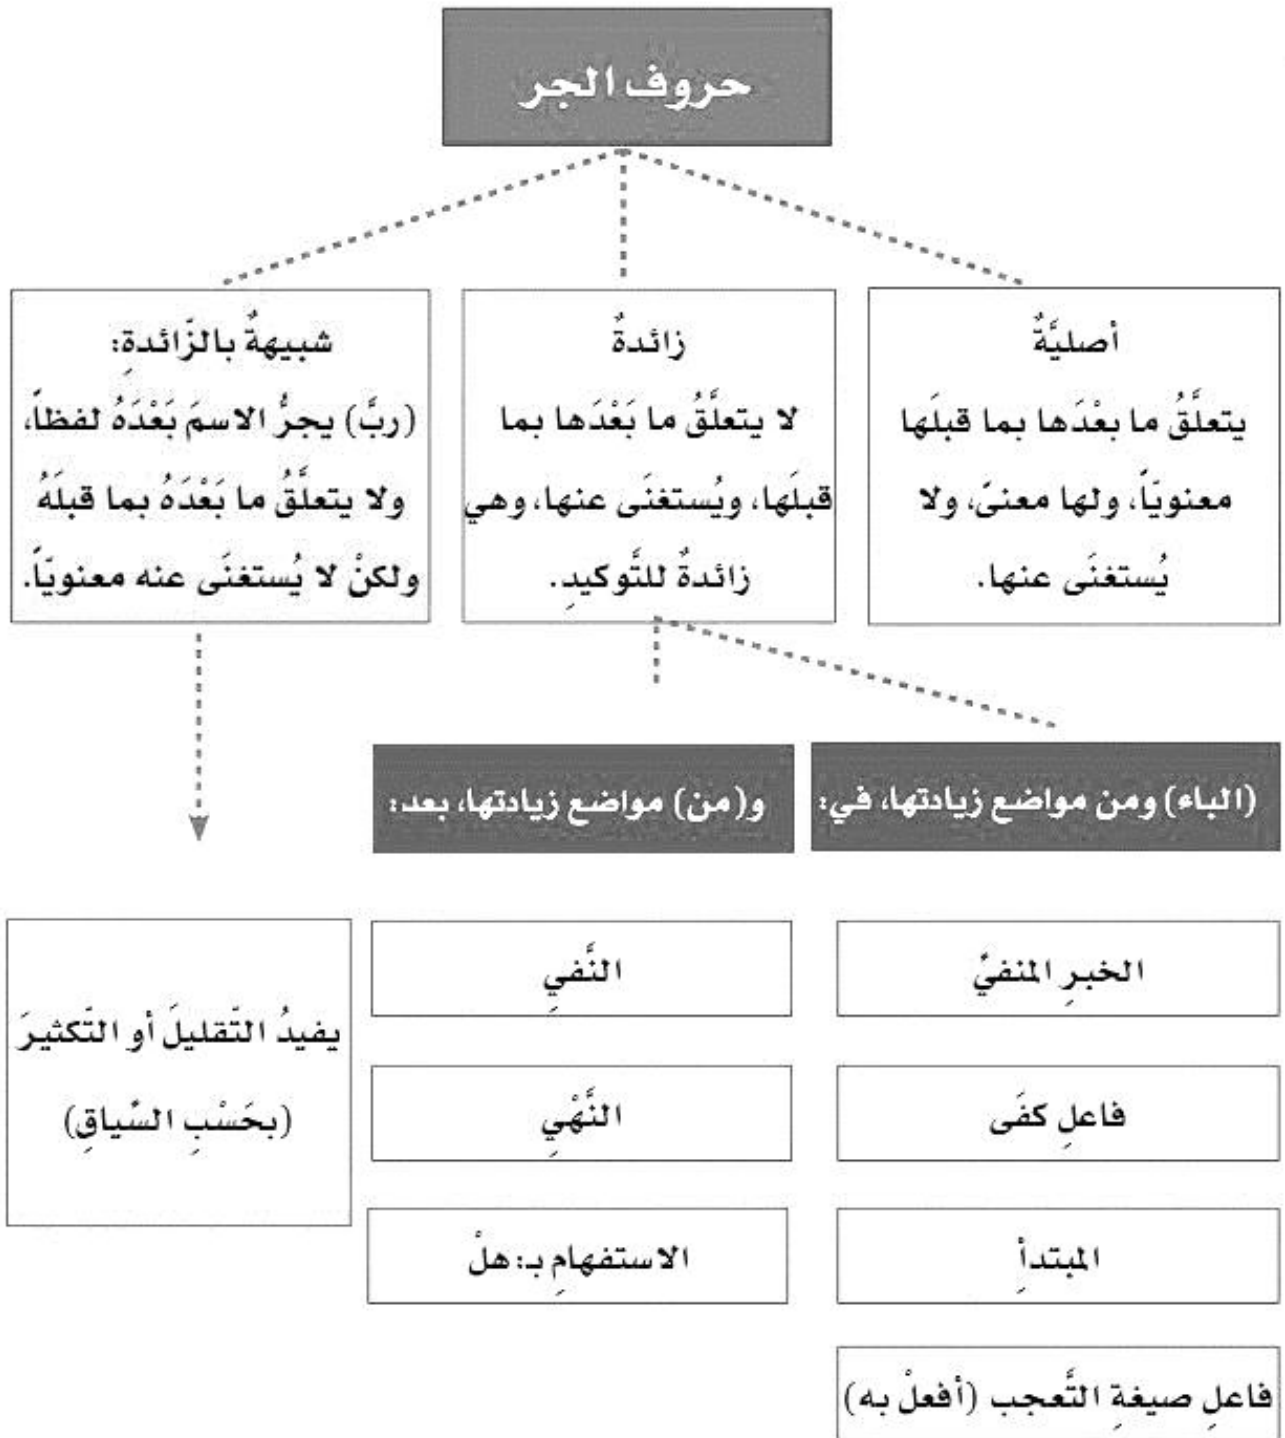 حروف الجر
أصليَّةٌ
يتعلَّقُ ما بعْدَها بما قبلَها
معنويّاً، ولها معنىً، ولا
يُستغنَى عنها.
زائدةٌ
لا يتعلَّقُ ما بَعْدَها بما
قبلَها، ويُستغنَى عنها، وهي
زائدةٌ للتَّوكيدِ.
شبيهةٌ بالزّائدةِ:
(ربَّ) يجرُّ الاسمَ بَعْدَهُ لفظاً،
ولا يتعلَّقُ ما بَعْدَهُ بما قبلَهُ
ولكنْ لا يُستغنَى عنه معنويّاً.
(الباء) ومن مواضع زيادتها، في:
الخبرِ المنفيِّ
فاعلِ كفَى
المبتدأِ
فاعلِ صيغةِ التَّعجب (أفعلْ به)
و(من) مواضع زيادتها، بعد:
النَّفيِ
النَّهْيِ
الاستفهامِ بـ: هلْ
يفيدُ التّقليلَ أو التّكثيرَ
(بحَسْبِ السِّياقِ)